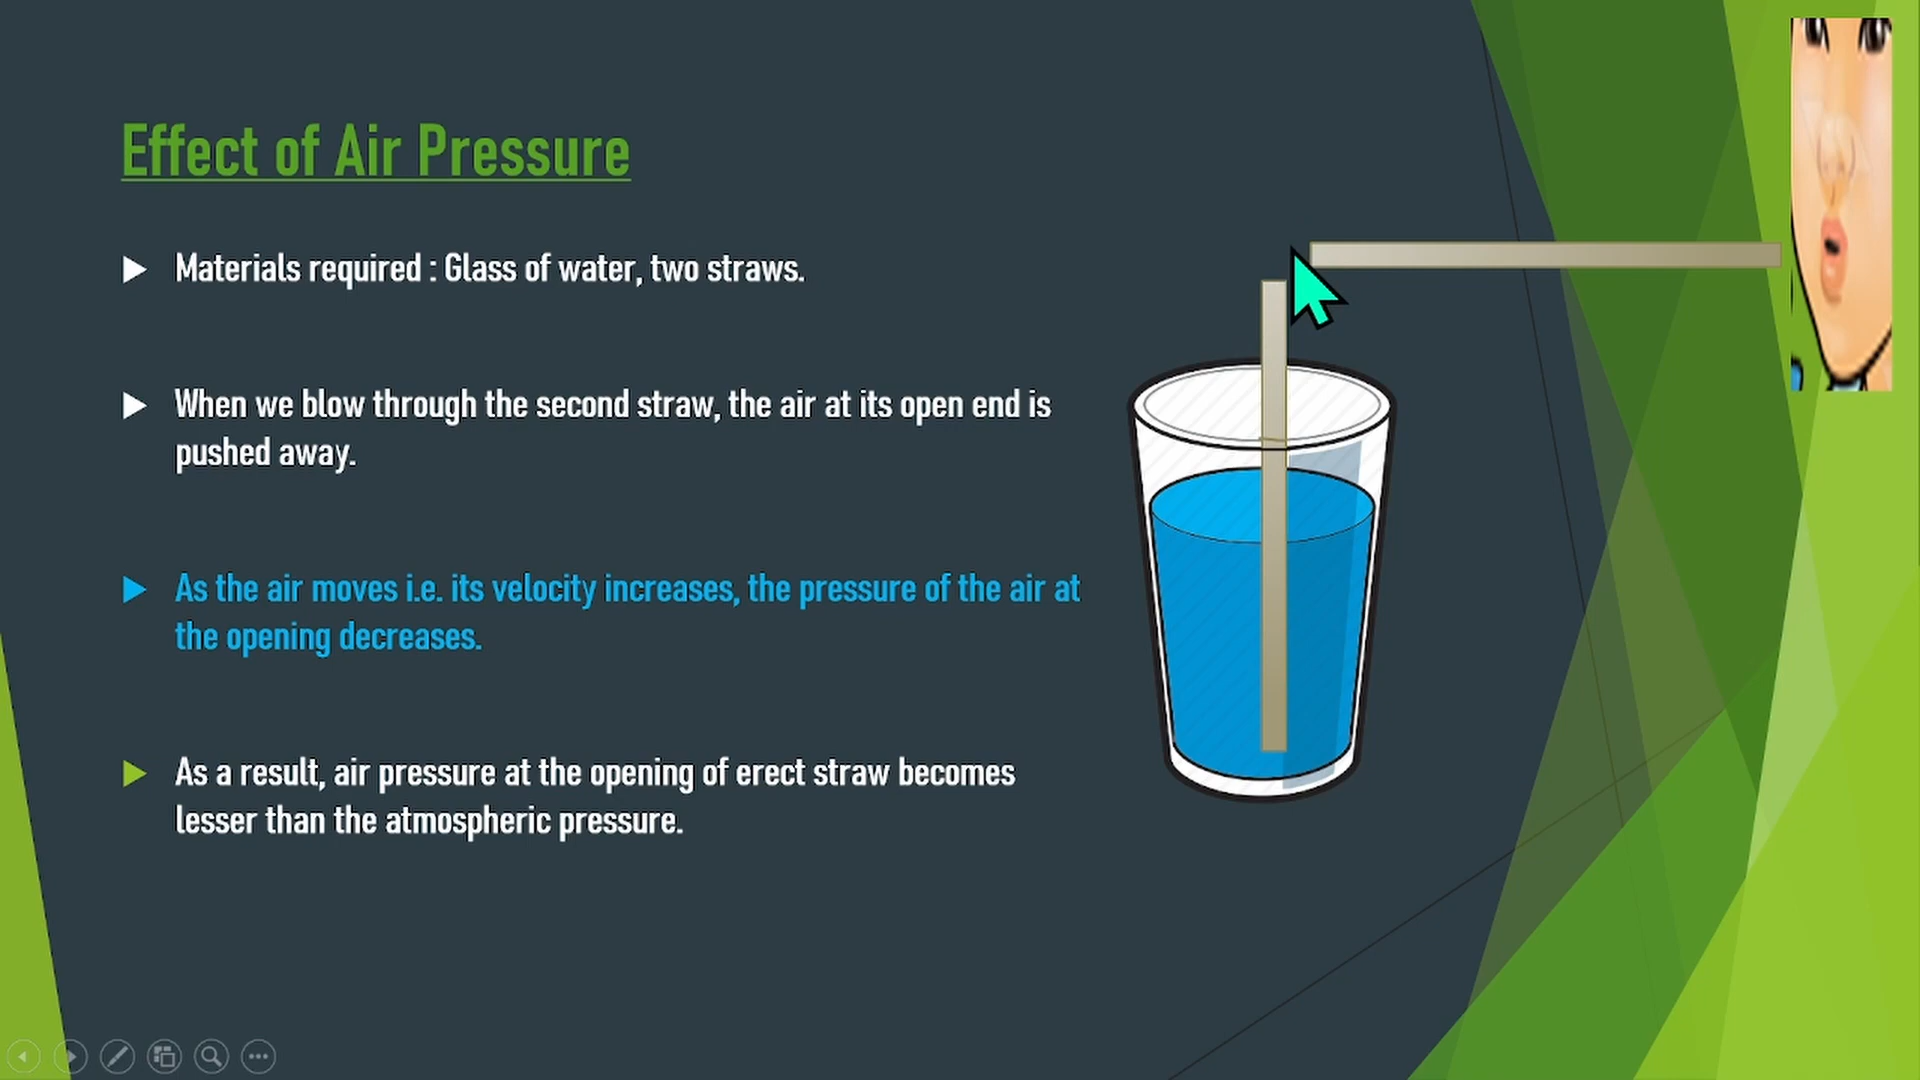 Effect of Air Pressure
Materials required : Glass of water, two straws.
When we blow through the second straw, the air at its open end is
pushed away.
As the air moves i.e. its velocity increases, the pressure of the air at
the opening decreases.
As a result, air pressure at the opening of erect straw becomes
lesser than the atmospheric pressure.